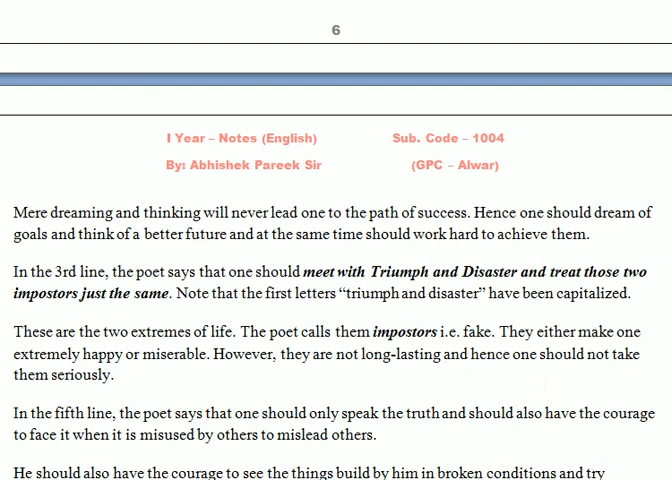 6
I Year – Notes (English) Sub. Code – 1004
By: Abhishek Pareek Sir (GPC – Alwar)
Mere dreaming and thinking will never lead one to the path of success. Hence one should dream of
goals and think of a better future and at the same time should work hard to achieve them.
In the 3rd line, the poet says that one should meet with Triumph and Disaster and treat those two
impostors just the same. Note that the first letters “triumph and disaster” have been capitalized.
These are the two extremes of life. The poet calls them impostors i.e. fake. They either make one
extremely happy or miserable. However, they are not long-lasting and hence one should not take
them seriously.
In the fifth line, the poet says that one should only speak the truth and should also have the courage
to face it when it is misused by others to mislead others.
He should also have the courage to see the things build by him in broken conditions and try